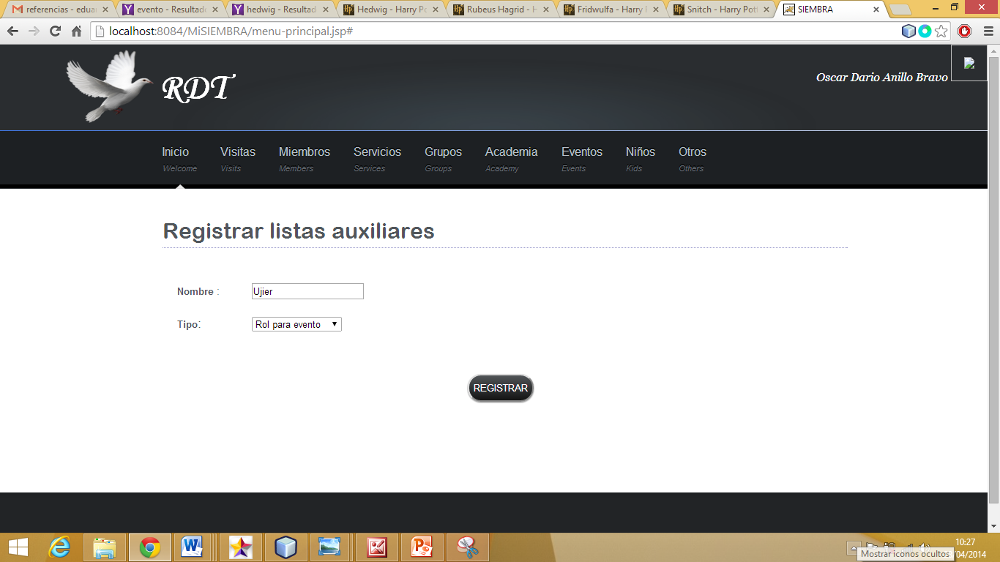 referencias - edua
evento - Resultado
hedwig - Resultad
Hedwig - Harry Po
Rubeus Hagrid - H
Fridwulfa - Harry
Snitch - Harry Pott
SIEMBRA
localhost:8084/MiSIEMBRA/menu-principal.jsp#
RDT
Oscar Dario Anillo Bravo
Inicio Visitas Miembros Servicios Grupos Academia Eventos Niños Otros
Welcome Visits Members Services Groups Academy Events Kids Others
Registrar listas auxiliares
Nombre : Ujier
Tipo: Rol para evento
REGISTRAR
10:27
/04/2014
Mostrar iconos ocultos